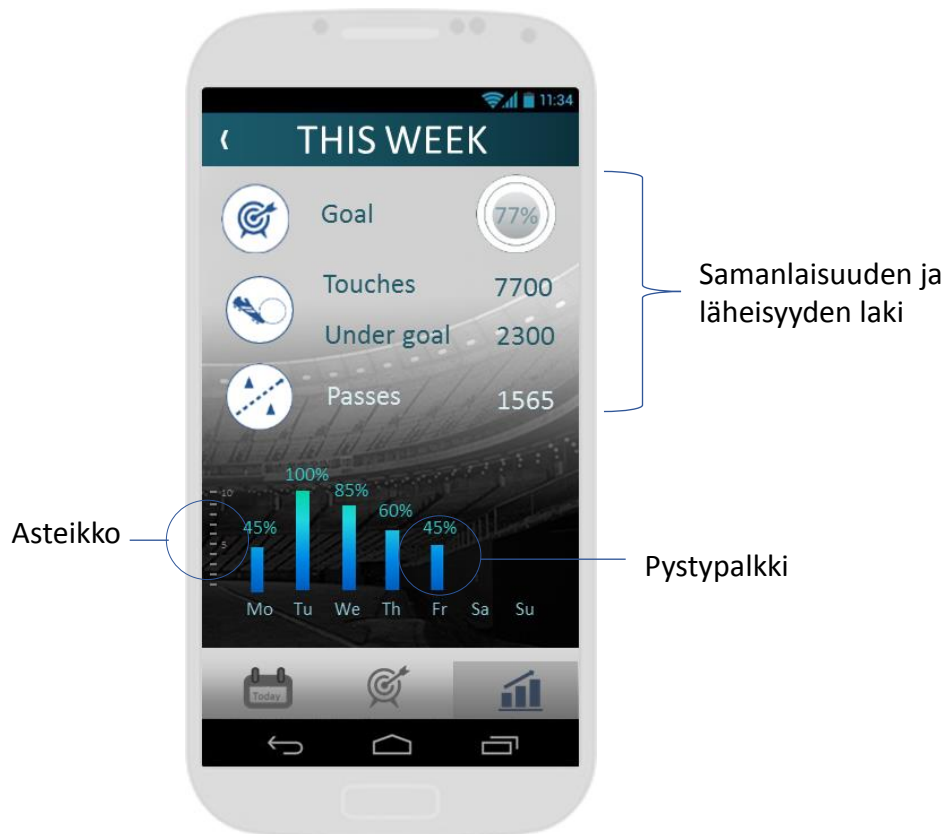 11:34
THIS WEEK
Goal
77%
Touches
7700
Under goal
2300
Passes
1565
Samanlaisuuden ja
läheisyyden laki
100%
85%
60%
45%
45%
10
5
Asteikko
Pystypalkki
Mo Tu We Th Fr Sa Su
Today